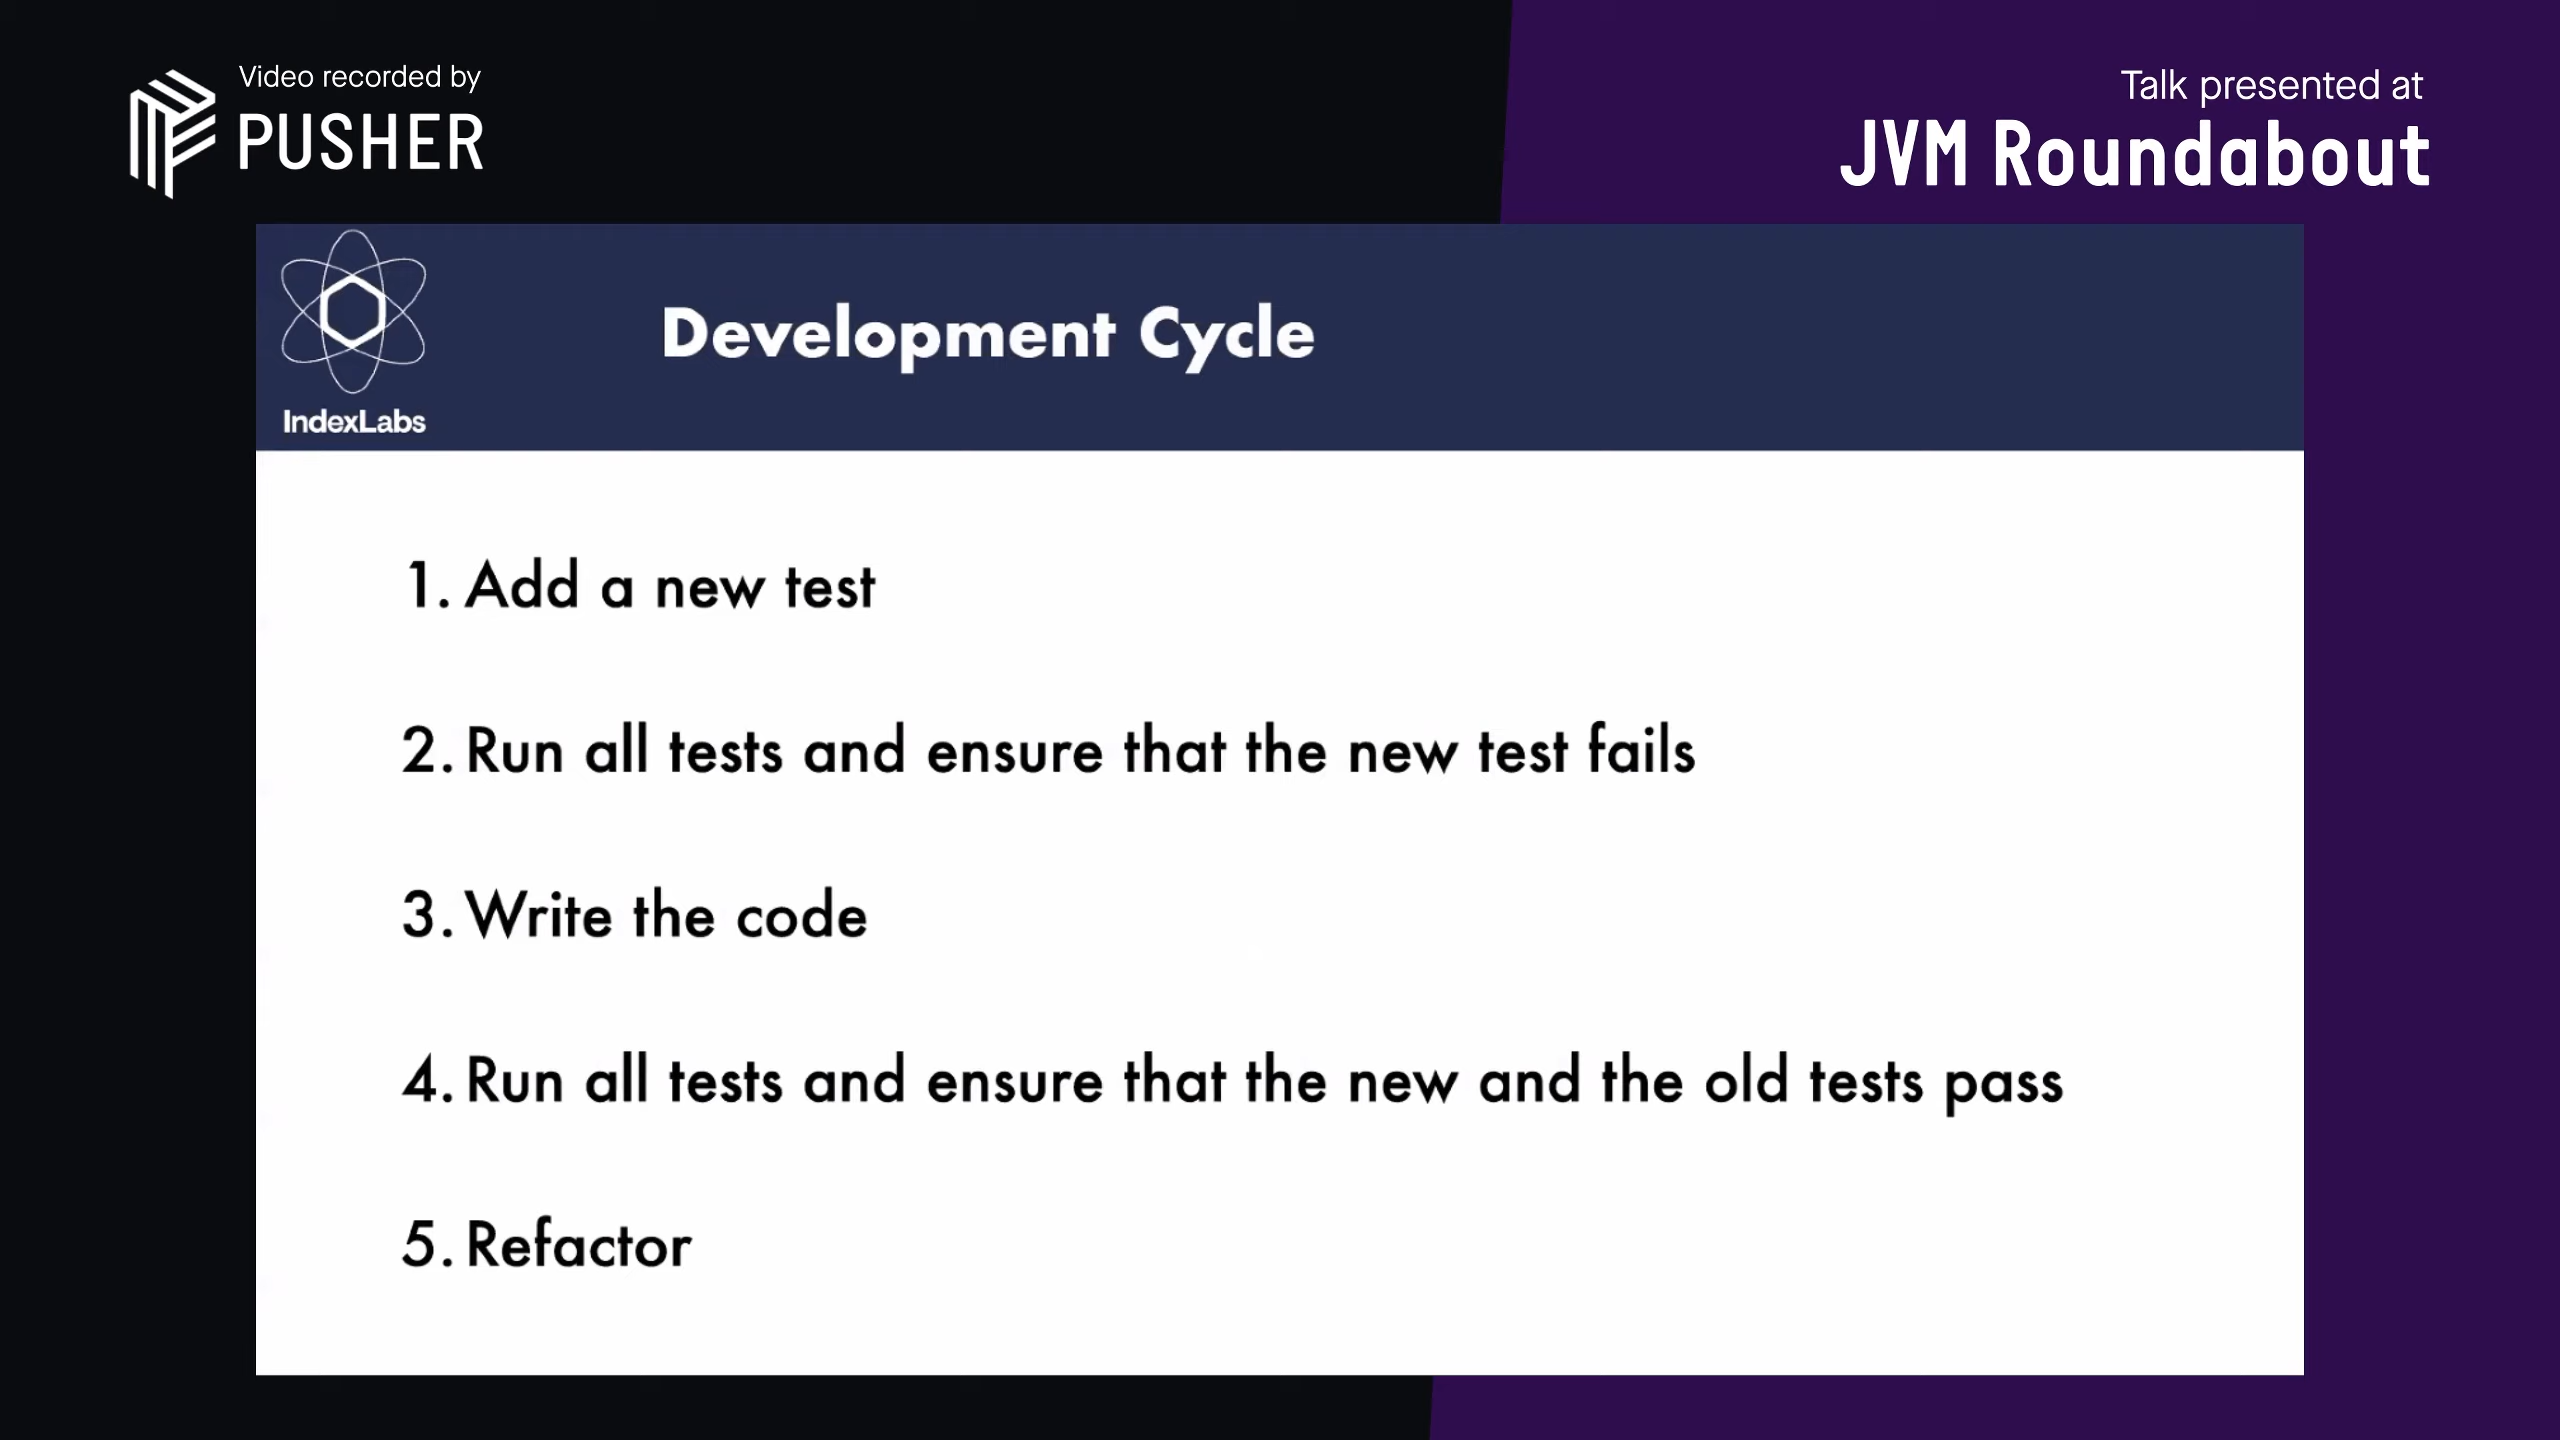 Video recorded by
PUSHER
Talk presented at
JVM Roundabout
IndexLabs
Development Cycle
1. Add a new test
2. Run all tests and ensure that the new test fails
3. Write the code
4. Run all tests and ensure that the new and the old tests pass
5. Refactor